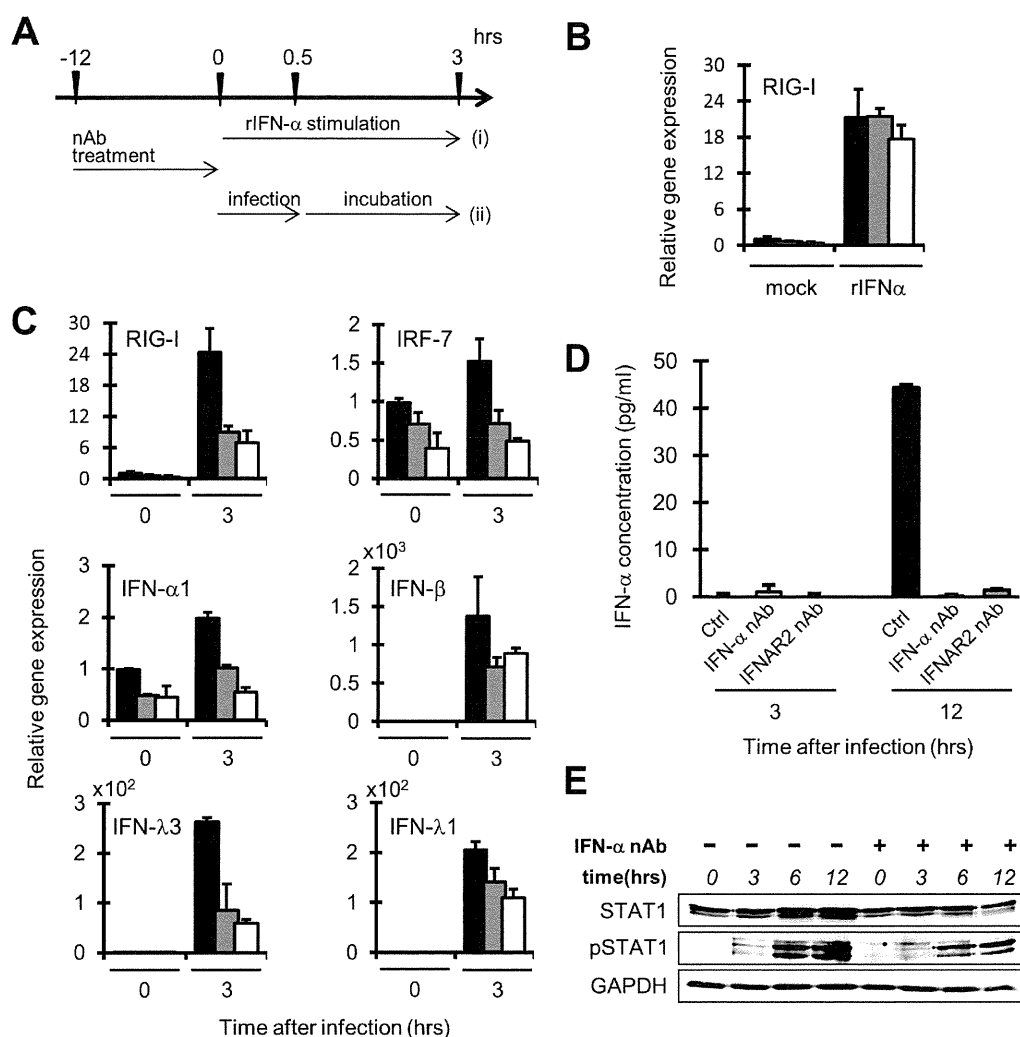 A
hrs
-12 0 0.5 3
rIFN-α stimulation (i)
nAb
treatment
infection incubation (ii)
B
RIG-I
30
24
18
12
6
0
Relative gene expression
mock rIFNα
C
RIG-I
30
24
18
12
6
0
0 3
IRF-7
2
1.5
1
0.5
0
0 3
IFN-α1
3
2
1
0
0 3
x10³
IFN-β
2
1.5
1
0.5
0
0 3
x10²
IFN-λ3
3
2
1
0
0 3
x10²
IFN-λ1
3
2
1
0
0 3
Relative gene expression
Time after infection (hrs)
D
50
40
30
20
10
0
IFN-α concentration (pg/ml)
Ctrl IFN-α nAb IFNAR2 nAb Ctrl IFN-α nAb IFNAR2 nAb
3 12
Time after infection (hrs)
E
IFN-α nAb - - - - + + + +
time(hrs) 0 3 6 12 0 3 6 12
STAT1
pSTAT1
GAPDH